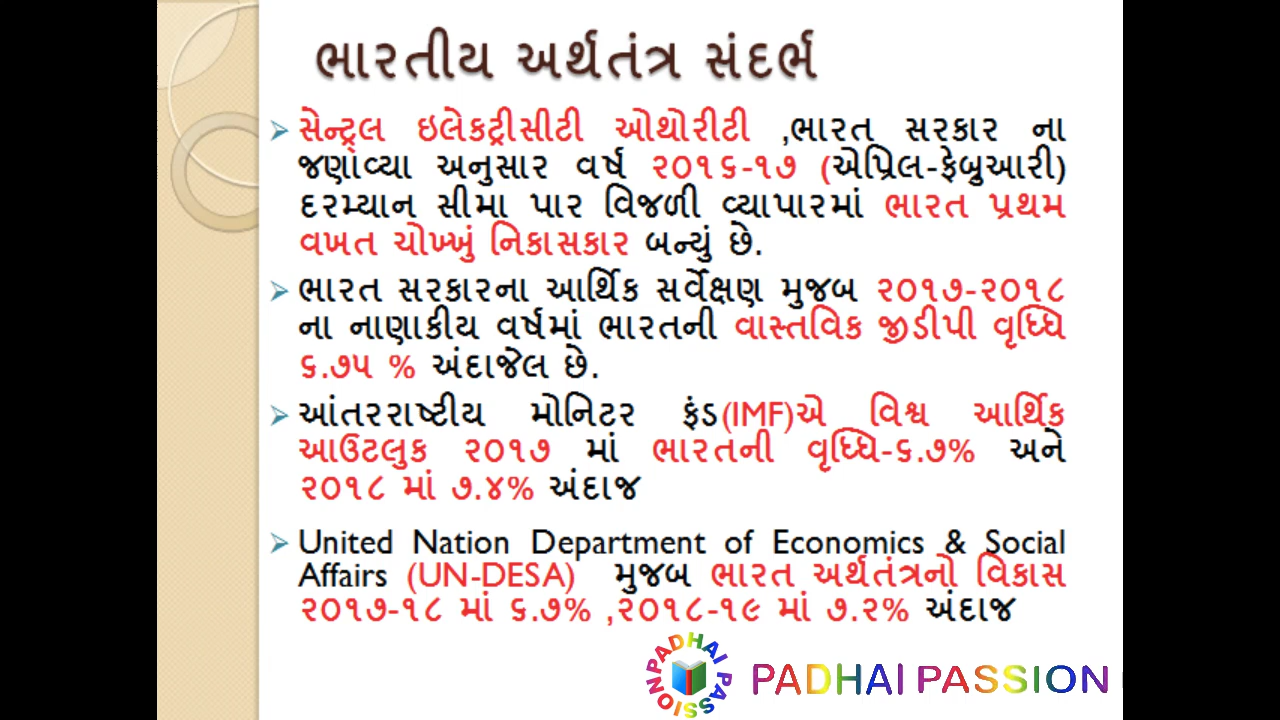 ભારતીય અર્થતંત્ર સંદર્ભ
સેન્ટ્રલ ઇલેકટ્રીસીટી ઓથોરીટી ,ભારત સરકાર ના
જણાવ્યા અનુસાર વર્ષ ૨૦૧૬-૧૭ (એપ્રિલ-ફેબ્રુઆરી)
દરમ્યાન સીમા પાર વિજળી વ્યાપારમાં ભારત પ્રથમ
વખત ચોખ્ખું નિકાસકાર બન્યું છે.
ભારત સરકારના આર્થિક સર્વેક્ષણ મુજબ ૨૦૧૭-૨૦૧૮
ના નાણાકીય વર્ષમાં ભારતની વાસ્તવિક જીડીપી વૃધ્ધિ
૬.૭૫ % અંદાજેલ છે.
આંતરરાષ્ટીય મોનિટર ફંડ(IMF)એ વિશ્વ આર્થિક
આઉટલુક ૨૦૧૭ માં ભારતની વૃધ્ધિ-૬.૭% અને
૨૦૧૮ માં ૭.૪% અંદાજ
United Nation Department of Economics & Social
Affairs (UN-DESA) મુજબ ભારત અર્થતંત્રનો વિકાસ
૨૦૧૭-૧૮ માં ૬.૭% ,૨૦૧૮-૧૯ માં ૭.૨% અંદાજ
PADHAI PASSION
PADHAI PASSION